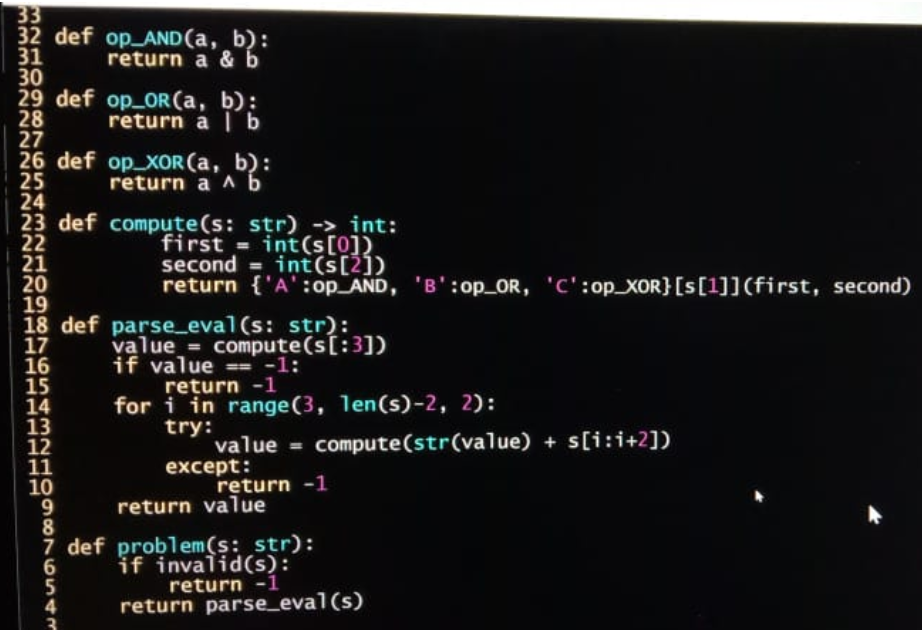 33
32 def op_AND(a, b):
31     return a & b
30
29 def op_OR(a, b):
28     return a | b
27
26 def op_XOR(a, b):
25     return a ^ b
24
23 def compute(s: str) -> int:
22         first = int(s[0])
21         second = int(s[2])
20         return {'A':op_AND, 'B':op_OR, 'C':op_XOR}[s[1]](first, second)
19
18 def parse_eval(s: str):
17     value = compute(s[:3])
16     if value == -1:
15         return -1
14     for i in range(3, len(s)-2, 2):
13         try:
12             value = compute(str(value) + s[i:i+2])
11         except:
10             return -1
9     return value
8
7 def problem(s: str):
6     if invalid(s):
5         return -1
4     return parse_eval(s)
3